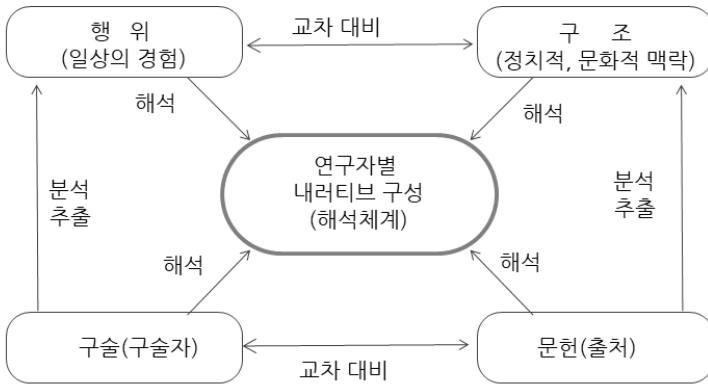 행 위
(일상의 경험)
교차 대비
구 조
(정치적, 문화적 맥락)
해석
해석
연구자별
내러티브 구성
(해석체계)
분석
추출
분석
추출
해석
해석
구술(구술자)
문헌(출처)
교차 대비